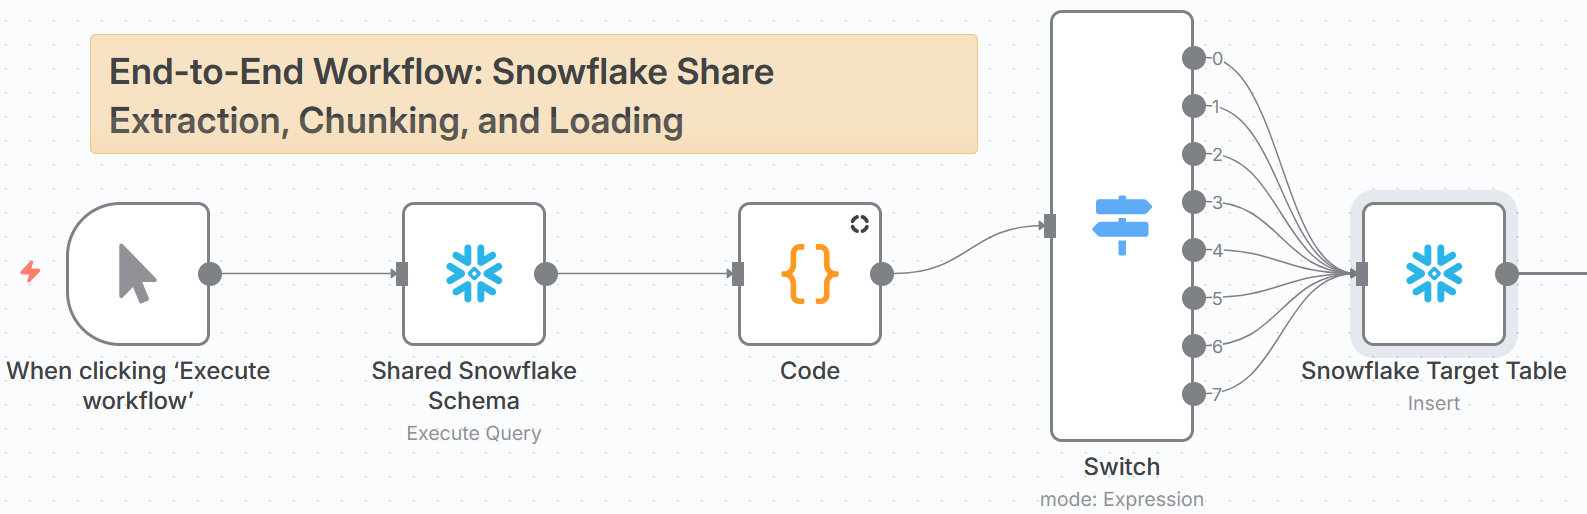 End-to-End Workflow: Snowflake Share
Extraction, Chunking, and Loading
When clicking ‘Execute
workflow’
Shared Snowflake
Schema
Execute Query
Code
0
1
2
3
4
5
6
7
Switch
mode: Expression
Snowflake Target Table
Insert